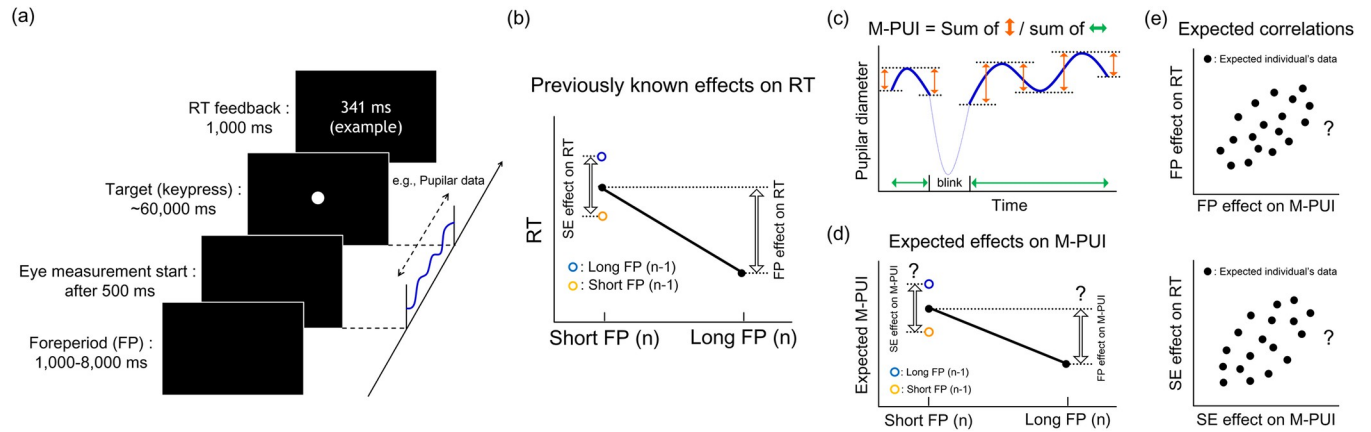 (a)
RT feedback :
1,000 ms
341 ms
(example)
Target (keypress) :
~60,000 ms
e.g., Pupilar data
Eye measurement start :
after 500 ms
Foreperiod (FP) :
1,000-8,000 ms
(b)
Previously known effects on RT
RT
SE effect on RT
FP effect on RT
: Long FP (n-1)
: Short FP (n-1)
Short FP (n)
Long FP (n)
(c)
M-PUI = Sum of / sum of
Pupilar diameter
blink
Time
(d)
Expected effects on M-PUI
Expected M-PUI
?
SE effect on M-PUI
?
FP effect on M-PUI
: Long FP (n-1)
: Short FP (n-1)
Short FP (n)
Long FP (n)
(e)
Expected correlations
: Expected individual's data
FP effect on RT
?
FP effect on M-PUI
: Expected individual's data
SE effect on RT
?
SE effect on M-PUI